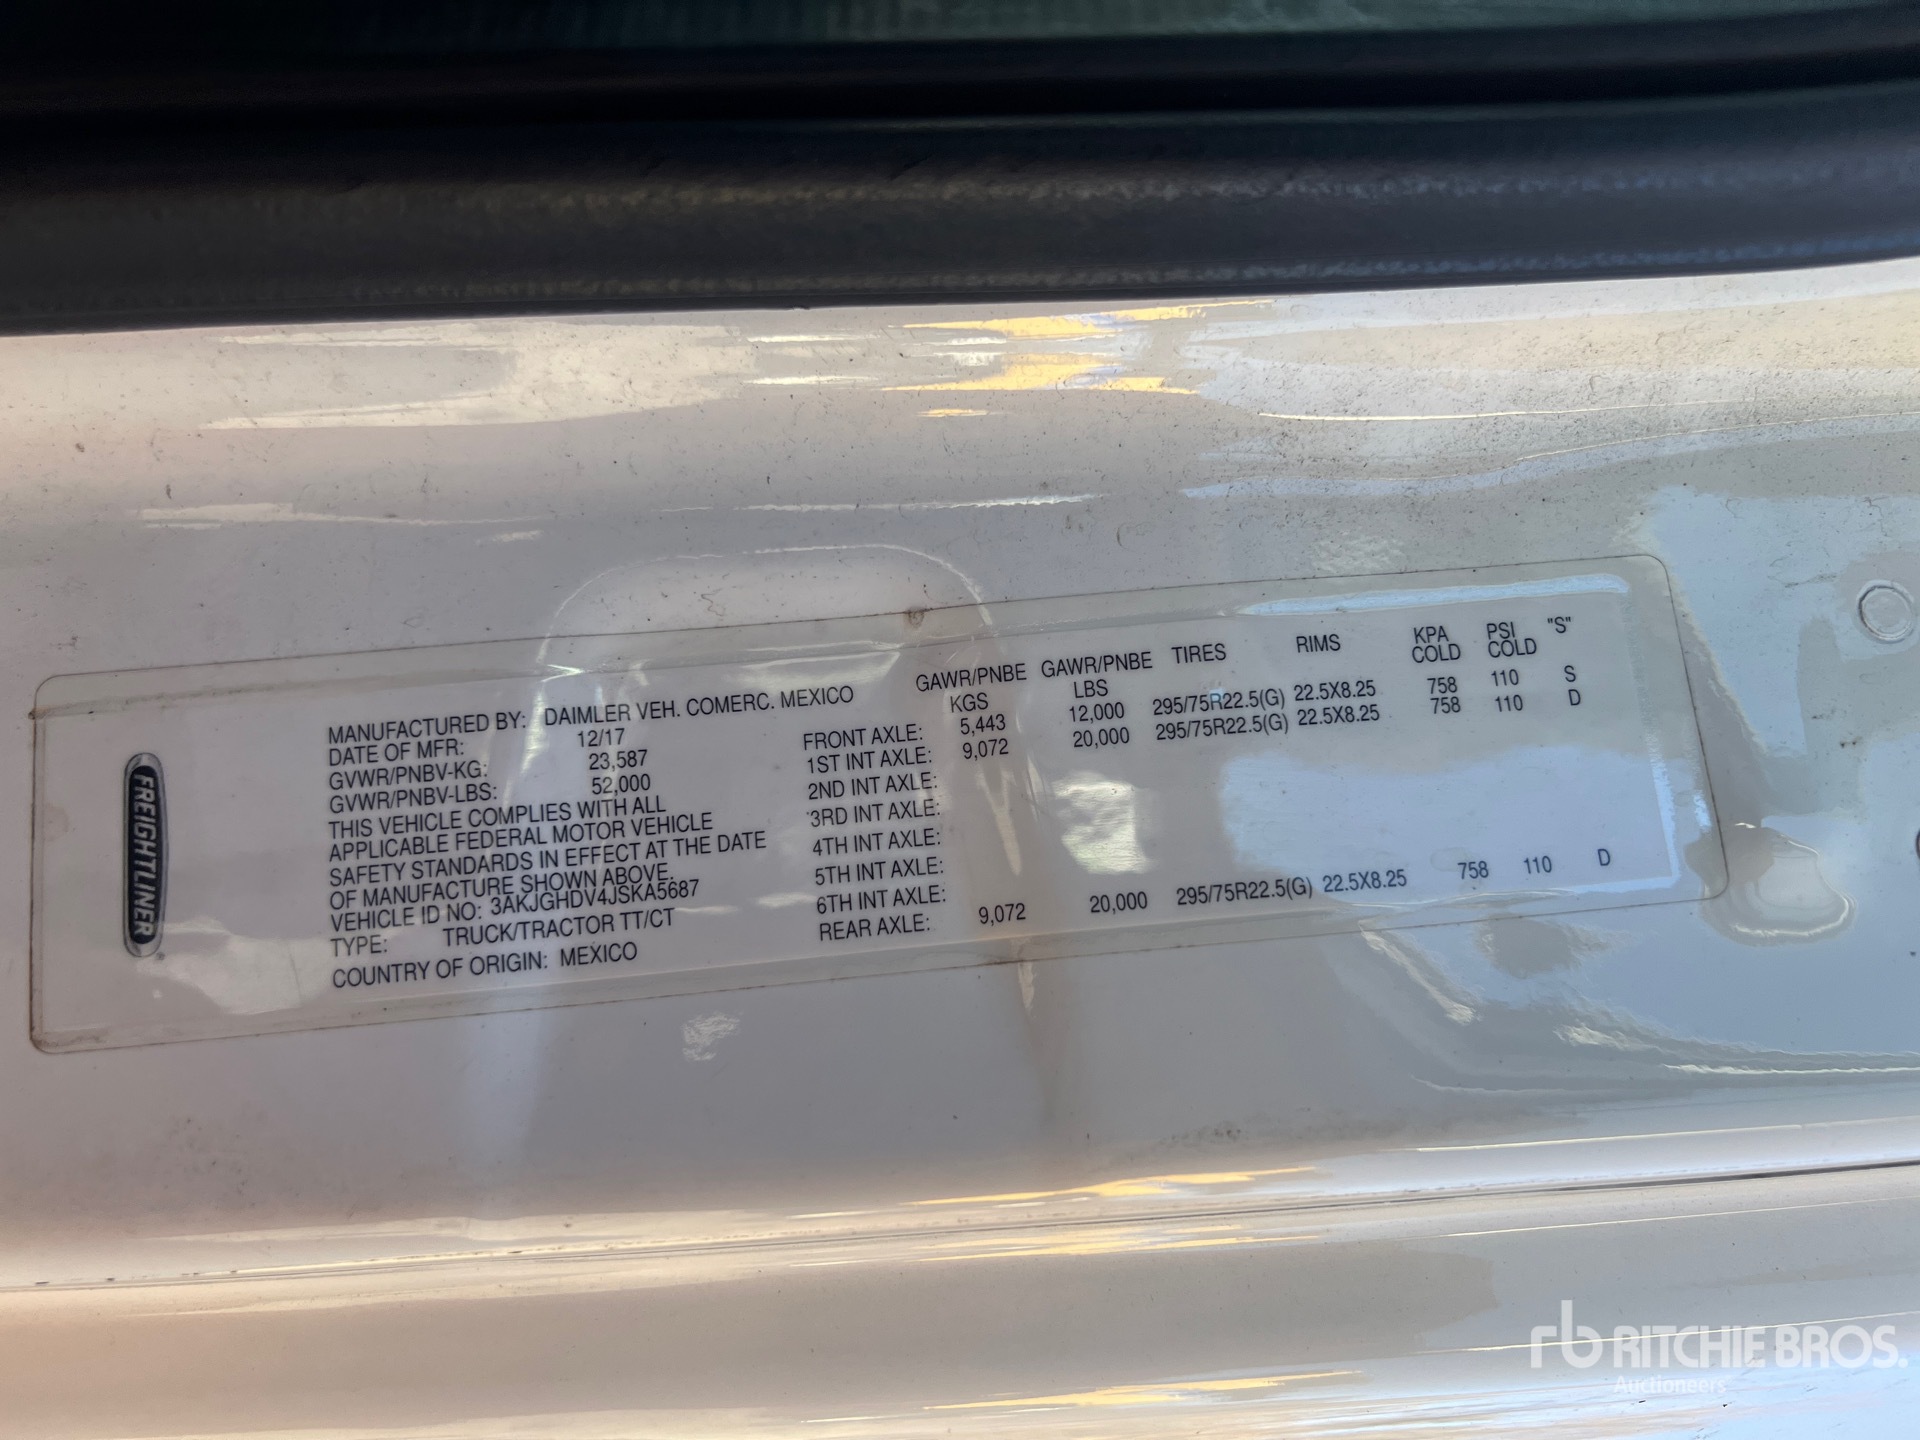 FREIGHTLINER
MANUFACTURED BY: DAIMLER VEH. COMERC. MEXICO
DATE OF MFR: 12/17
GVWR/PNBV-KG: 23,587
GVWR/PNBV-LBS: 52,000
THIS VEHICLE COMPLIES WITH ALL
APPLICABLE FEDERAL MOTOR VEHICLE
SAFETY STANDARDS IN EFFECT AT THE DATE
OF MANUFACTURE SHOWN ABOVE.
VEHICLE ID NO: 3AKJGHDV4JSKA5687
TYPE: TRUCK/TRACTOR TT/CT
COUNTRY OF ORIGIN: MEXICO
GAWR/PNBE GAWR/PNBE TIRES RIMS KPA PSI "S"
KGS LBS COLD COLD
FRONT AXLE: 5,443 12,000 295/75R22.5(G) 22.5X8.25 758 110 S
1ST INT AXLE: 9,072 20,000 295/75R22.5(G) 22.5X8.25 758 110 D
2ND INT AXLE:
3RD INT AXLE:
4TH INT AXLE:
5TH INT AXLE:
6TH INT AXLE:
REAR AXLE: 9,072 20,000 295/75R22.5(G) 22.5X8.25 758 110 D
rb RITCHIE BROS.
Auctioneers